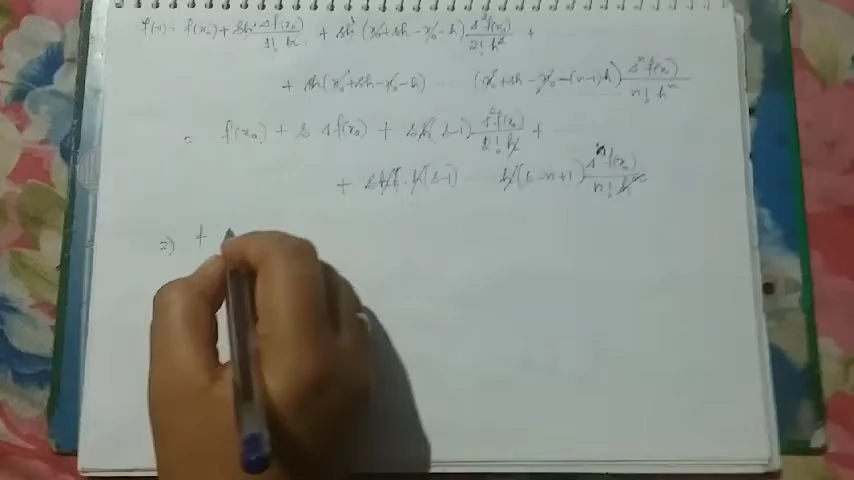 f(x) = f(x₀) + sh Δf(x₀)/1! h + sh (x₀+sh-x₀-h) Δ²f(x₀)/2! h² +
+ sh(x₀+sh-x₀-h) ...... (x₀+sh-x₀-(n-1)h) Δⁿf(x₀)/n! hⁿ
= f(x₀) + s Δf(x₀) + s(s-1) Δ²f(x₀)/2! +
+ (s-1) ...... (s-n+1) Δⁿf(x₀)/n!
=) f